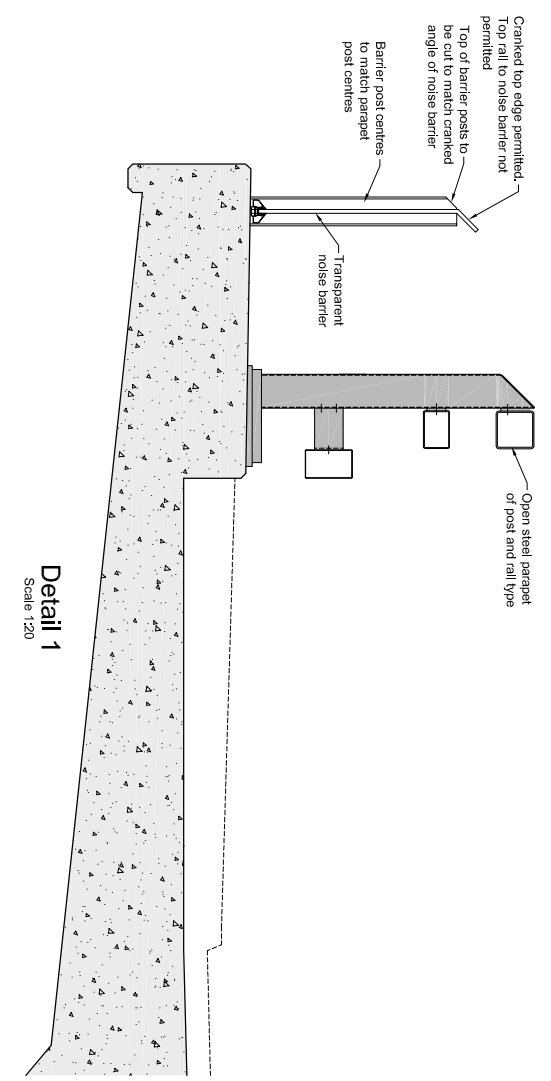 Cranked top edge permitted.
Top rail to noise barrier not
permitted
Top of barrier posts to
be cut to match cranked
angle of noise barrier
Barrier post centres
to match parapet
post centres
Transparent
noise barrier
Open steel parapet
of post and rail type
Detail 1
Scale 1:20